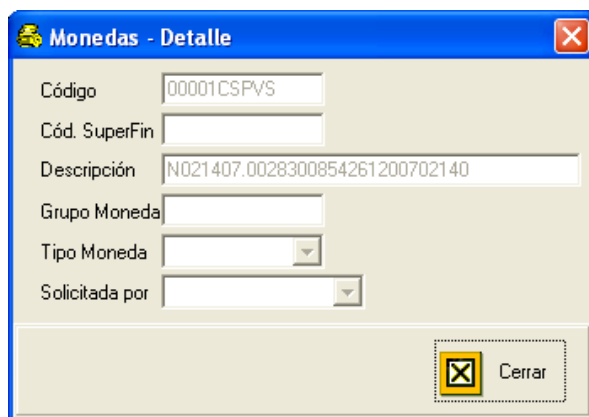 Monedas - Detalle
Código 00001CSPVS
Cód. SuperFin
Descripción N021407.0028300854261200702140
Grupo Moneda
Tipo Moneda
Solicitada por
Cerrar